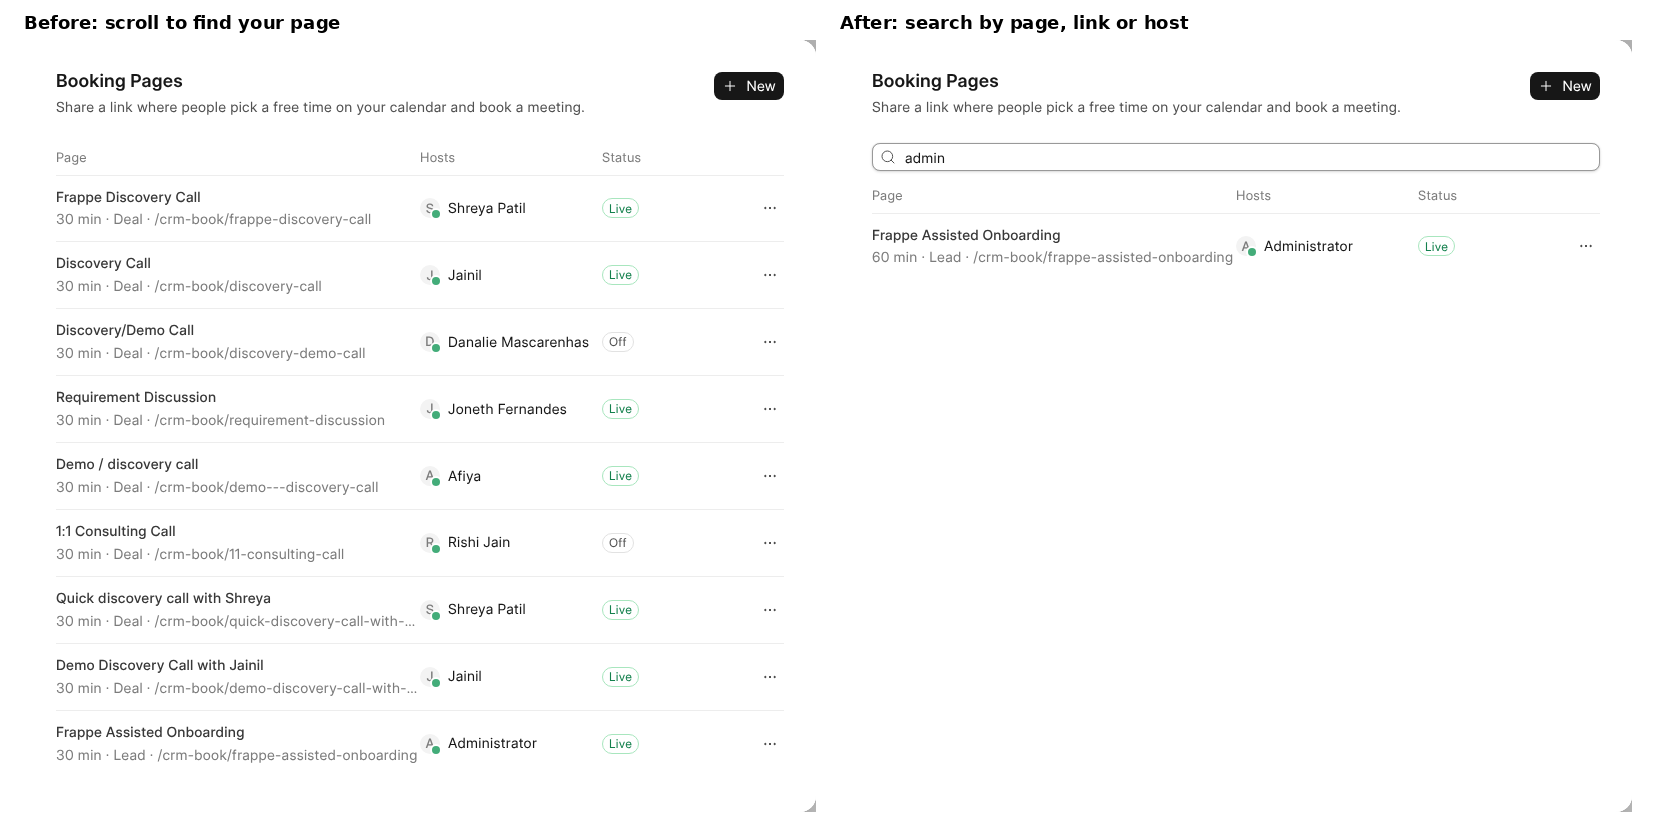 Before: scroll to find your page
Booking Pages
+ New
Share a link where people pick a free time on your calendar and book a meeting.
Page Hosts Status
Frappe Discovery Call
30 min · Deal · /crm-book/frappe-discovery-call
S Shreya Patil Live ...
Discovery Call
30 min · Deal · /crm-book/discovery-call
J Jainil Live ...
Discovery/Demo Call
30 min · Deal · /crm-book/discovery-demo-call
D Danalie Mascarenhas Off ...
Requirement Discussion
30 min · Deal · /crm-book/requirement-discussion
J Joneth Fernandes Live ...
Demo / discovery call
30 min · Deal · /crm-book/demo---discovery-call
A Afiya Live ...
1:1 Consulting Call
30 min · Deal · /crm-book/11-consulting-call
R Rishi Jain Off ...
Quick discovery call with Shreya
30 min · Deal · /crm-book/quick-discovery-call-with-...
S Shreya Patil Live ...
Demo Discovery Call with Jainil
30 min · Deal · /crm-book/demo-discovery-call-with-...
J Jainil Live ...
Frappe Assisted Onboarding
30 min · Lead · /crm-book/frappe-assisted-onboarding
A Administrator Live ...
After: search by page, link or host
Booking Pages
+ New
Share a link where people pick a free time on your calendar and book a meeting.
admin
Page Hosts Status
Frappe Assisted Onboarding
60 min · Lead · /crm-book/frappe-assisted-onboarding
A Administrator Live ...